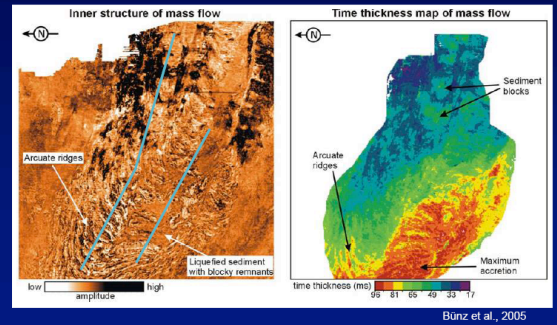 Inner structure of mass flow
N
Arcuate ridges
Liquefied sediment
with blocky remnants
low
high
amplitude
Time thickness map of mass flow
N
Sediment
blocks
Arcuate
ridges
Maximum
accretion
time thickness (ms)
96 81 65 49 33 17
Bünz et al., 2005